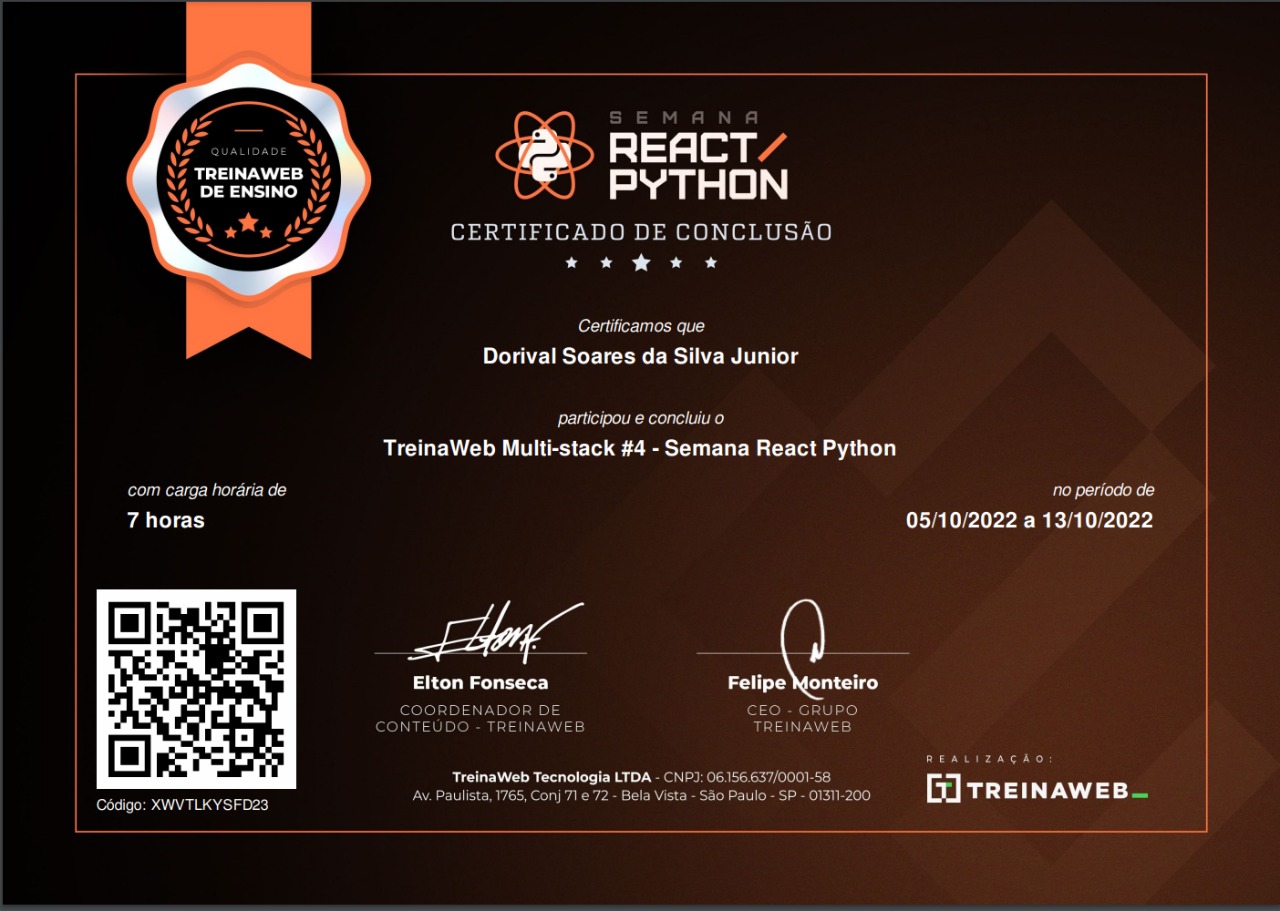 QUALIDADE
TREINAWEB
DE ENSINO
SEMANA
REACT/
PYTHON
CERTIFICADO DE CONCLUSÃO
Certificamos que
Dorival Soares da Silva Junior
participou e concluiu o
TreinaWeb Multi-stack #4 - Semana React Python
com carga horária de
7 horas
no período de
05/10/2022 a 13/10/2022
Elton Fonseca
COORDENADOR DE
CONTEÚDO - TREINAWEB
Felipe Monteiro
CEO - GRUPO
TREINAWEB
TreinaWeb Tecnologia LTDA - CNPJ: 06.156.637/0001-58
Av. Paulista, 1765, Conj 71 e 72 - Bela Vista - São Paulo - SP - 01311-200
Código: XWVTLKYSFD23
REALIZAÇÃO:
TREINAWEB